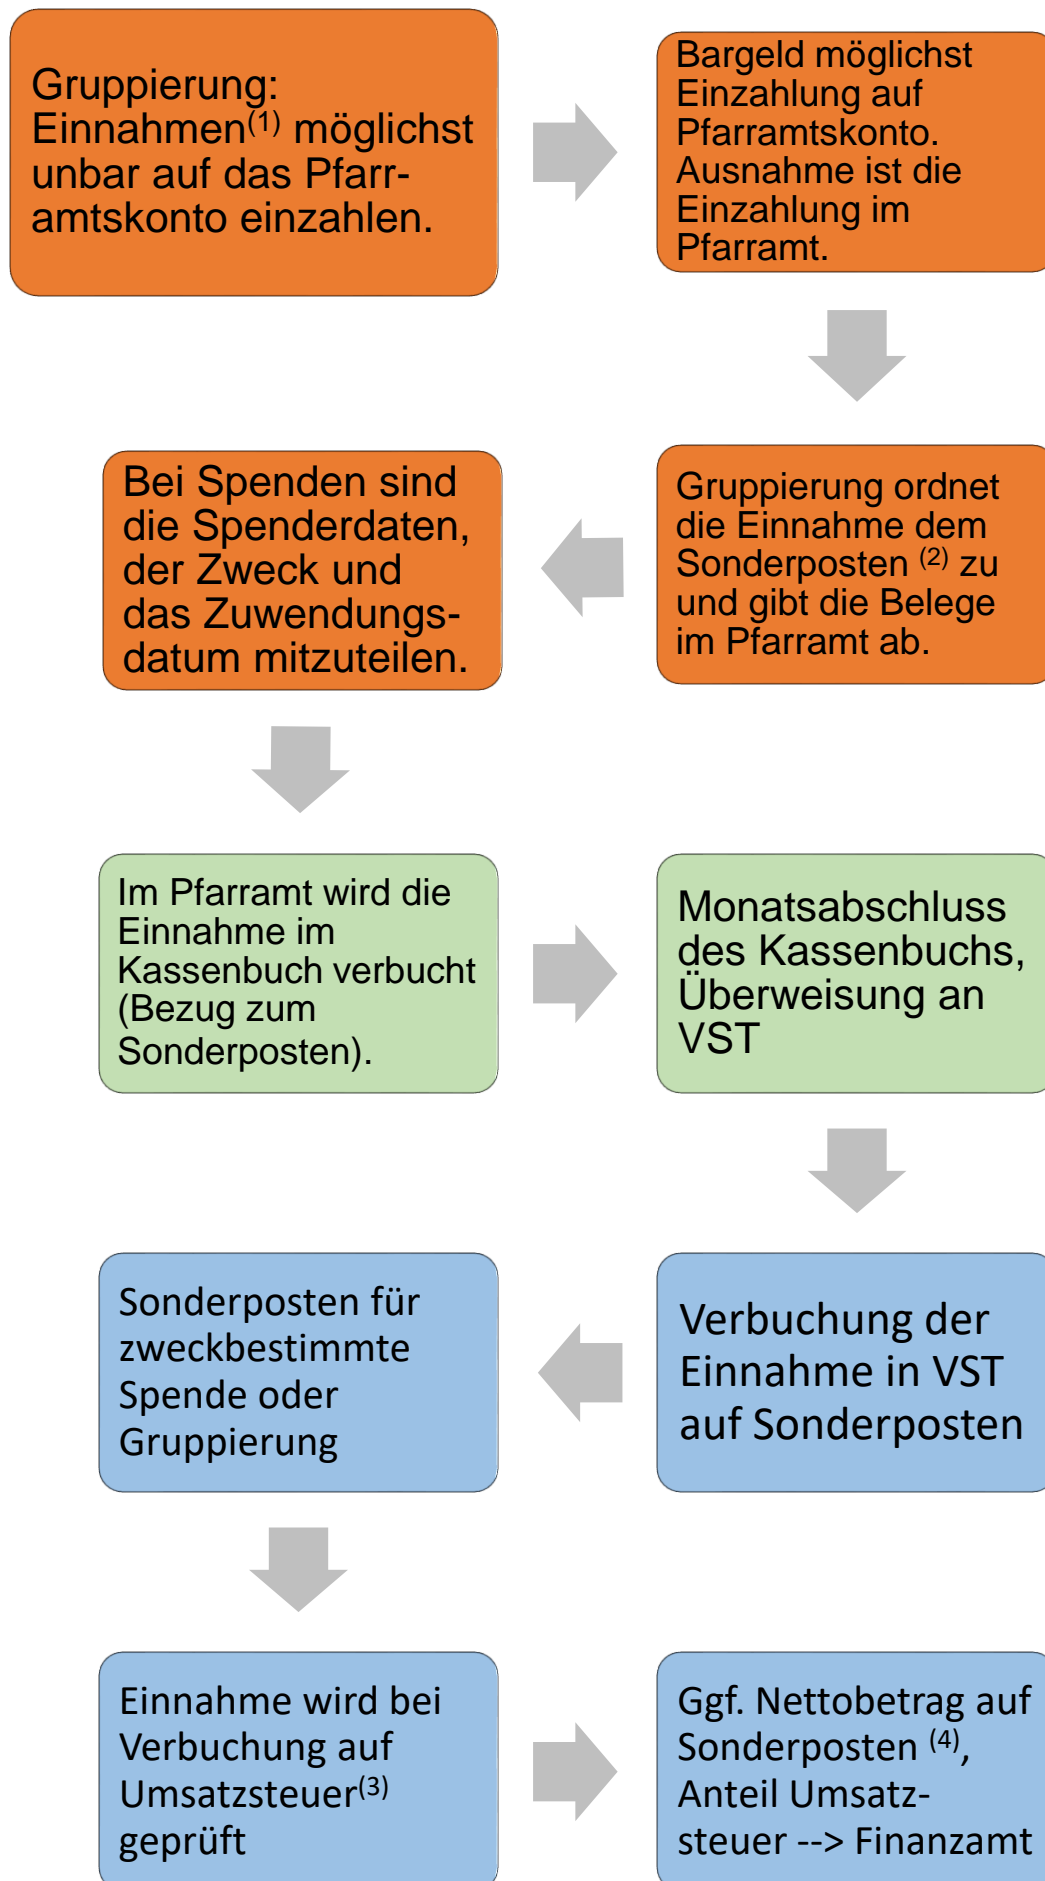 Gruppierung:
Einnahmen(1) möglichst
unbar auf das Pfarr-
amtskonto einzahlen.
Bargeld möglichst
Einzahlung auf
Pfarramtskonto.
Ausnahme ist die
Einzahlung im
Pfarramt.
Gruppierung ordnet
die Einnahme dem
Sonderposten (2) zu
und gibt die Belege
im Pfarramt ab.
Bei Spenden sind
die Spenderdaten,
der Zweck und
das Zuwendungs-
datum mitzuteilen.
Im Pfarramt wird die
Einnahme im
Kassenbuch verbucht
(Bezug zum
Sonderposten).
Monatsabschluss
des Kassenbuchs,
Überweisung an
VST
Verbuchung der
Einnahme in VST
auf Sonderposten
Sonderposten für
zweckbestimmte
Spende oder
Gruppierung
Einnahme wird bei
Verbuchung auf
Umsatzsteuer(3)
geprüft
Ggf. Nettobetrag auf
Sonderposten (4),
Anteil Umsatz-
steuer --> Finanzamt